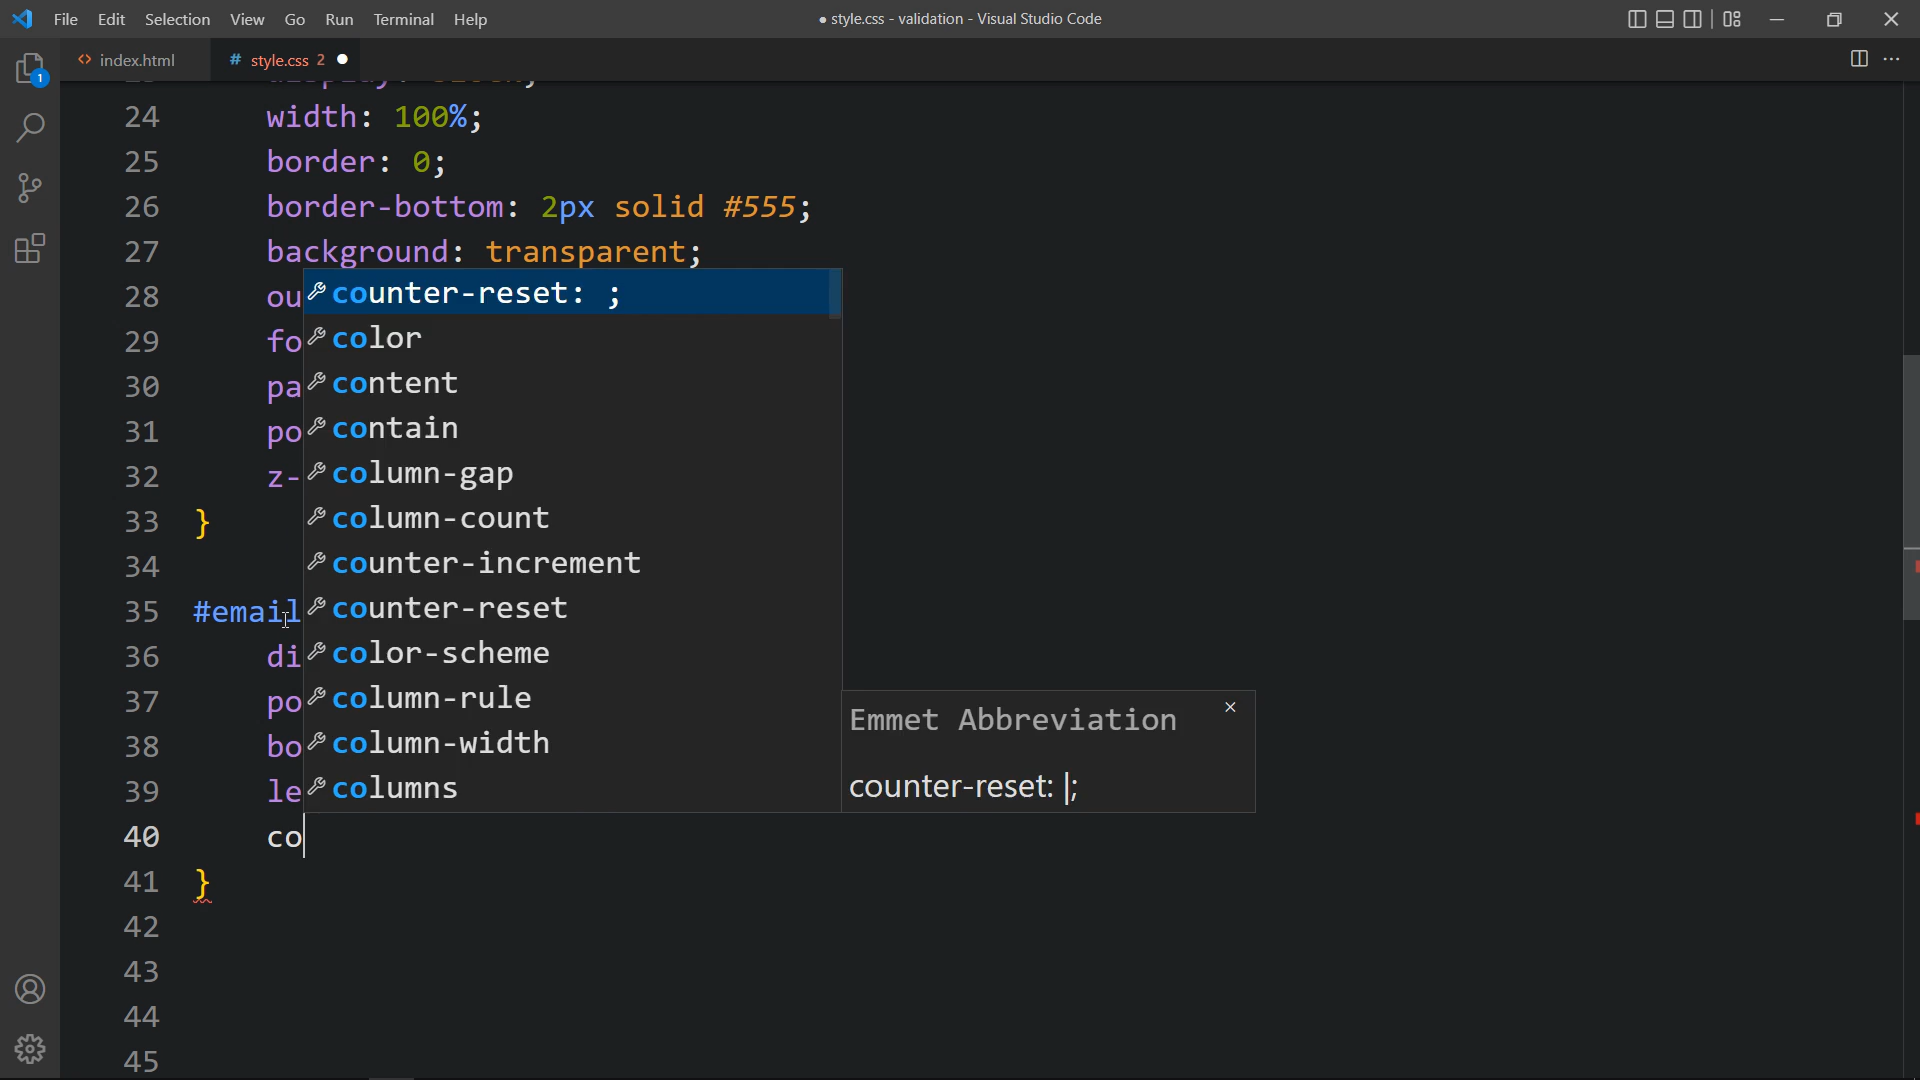 File Edit Selection View Go Run Terminal Help
● style.css - validation - Visual Studio Code
<> index.html
# style.css 2 ●
24 width: 100%;
25 border: 0;
26 border-bottom: 2px solid #555;
27 background: transparent;
28 ou
29 fo
30 pa
31 po
32 z-
33 }
34
35 #email
36 di
37 po
38 bo
39 le
40 co
41 }
42
43
44
45
counter-reset: ;
color
content
contain
column-gap
column-count
counter-increment
counter-reset
color-scheme
column-rule
column-width
columns
Emmet Abbreviation
counter-reset: |;
1